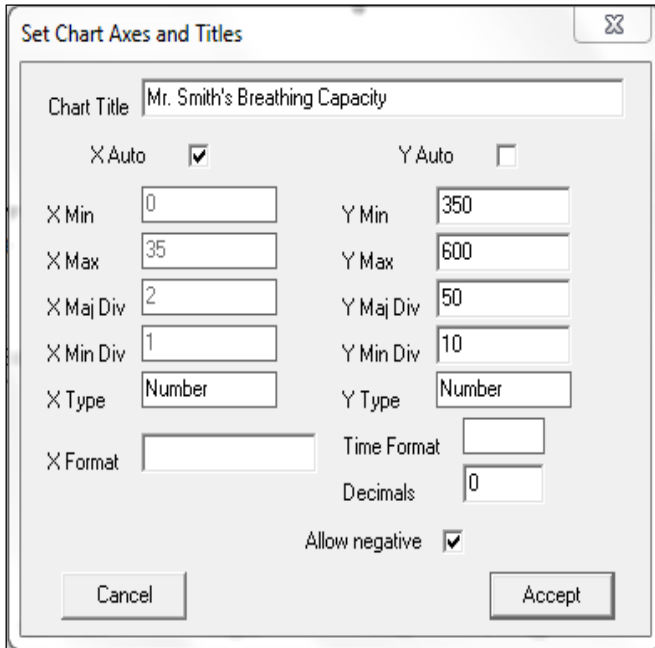 Set Chart Axes and Titles
Chart Title Mr. Smith's Breathing Capacity
X Auto Y Auto
X Min 0 Y Min 350
X Max 35 Y Max 600
X Maj Div 2 Y Maj Div 50
X Min Div 1 Y Min Div 10
X Type Number Y Type Number
X Format Time Format
Decimals 0
Allow negative
Cancel Accept